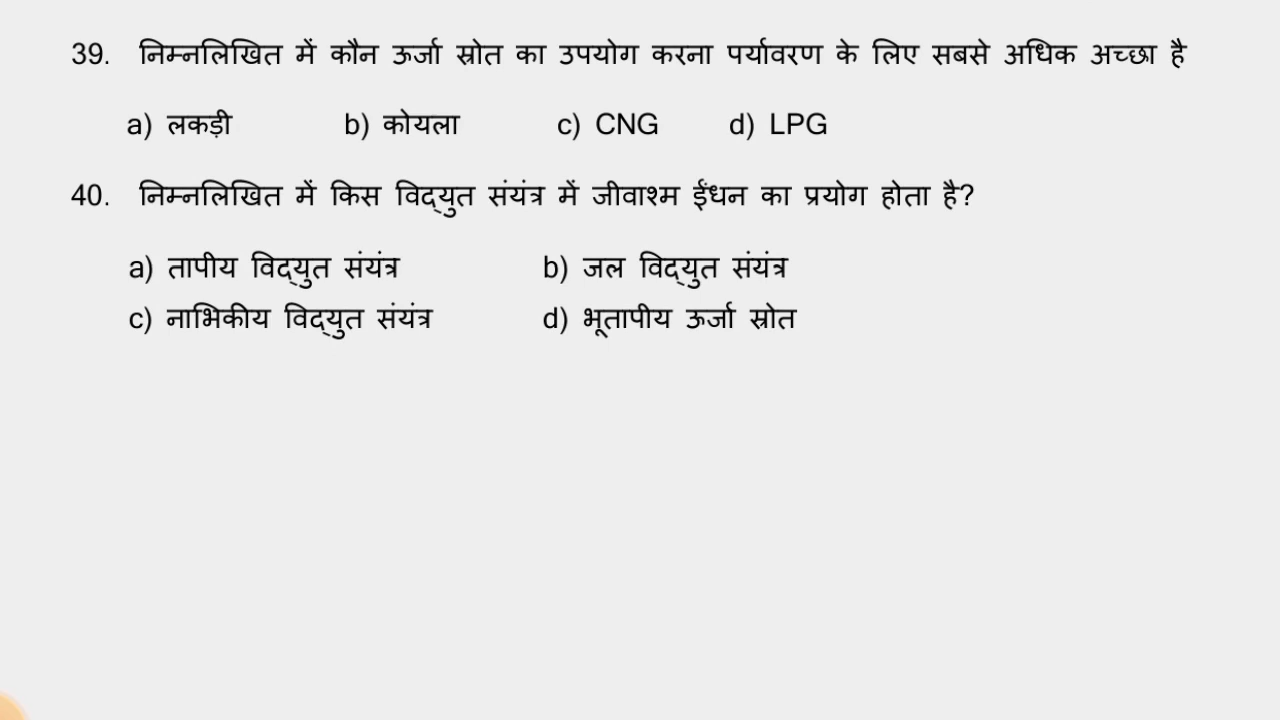 39. निम्नलिखित में कौन ऊर्जा स्रोत का उपयोग करना पर्यावरण के लिए सबसे अधिक अच्छा है
a) लकड़ी b) कोयला c) CNG d) LPG
40. निम्नलिखित में किस विद्युत संयंत्र में जीवाश्म ईंधन का प्रयोग होता है?
a) तापीय विद्युत संयंत्र b) जल विद्युत संयंत्र
c) नाभिकीय विद्युत संयंत्र d) भूतापीय ऊर्जा स्रोत